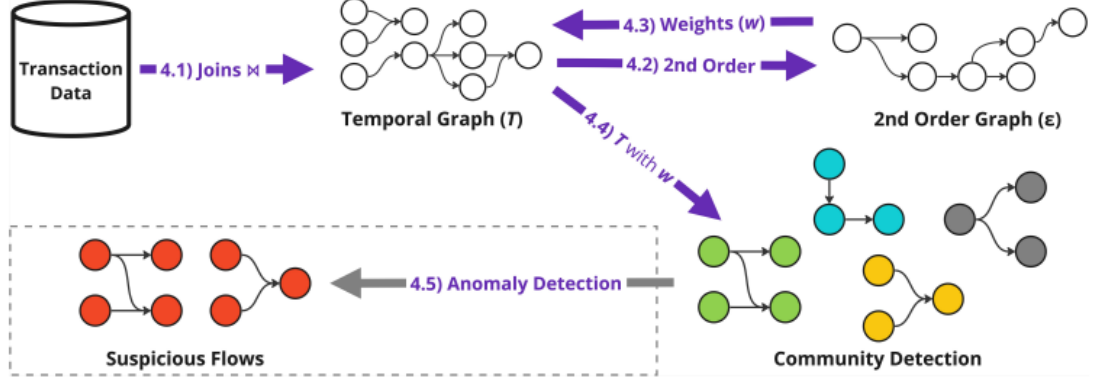 Transaction
Data
4.1) Joins ⋈
Temporal Graph (T)
4.3) Weights (w)
4.2) 2nd Order
2nd Order Graph (ε)
4.4) T with w
4.5) Anomaly Detection
Suspicious Flows
Community Detection